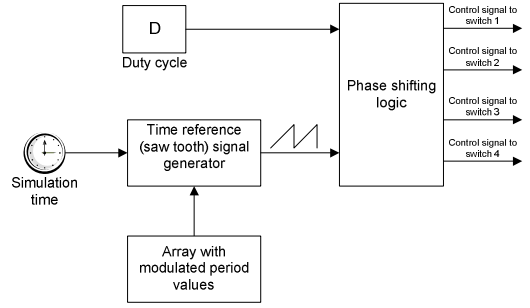 D
Duty cycle
Phase shifting
logic
Control signal to
switch 1
Control signal to
switch 2
Control signal to
switch 3
Control signal to
switch 4
Simulation
time
Time reference
(saw tooth) signal
generator
Array with
modulated period
values